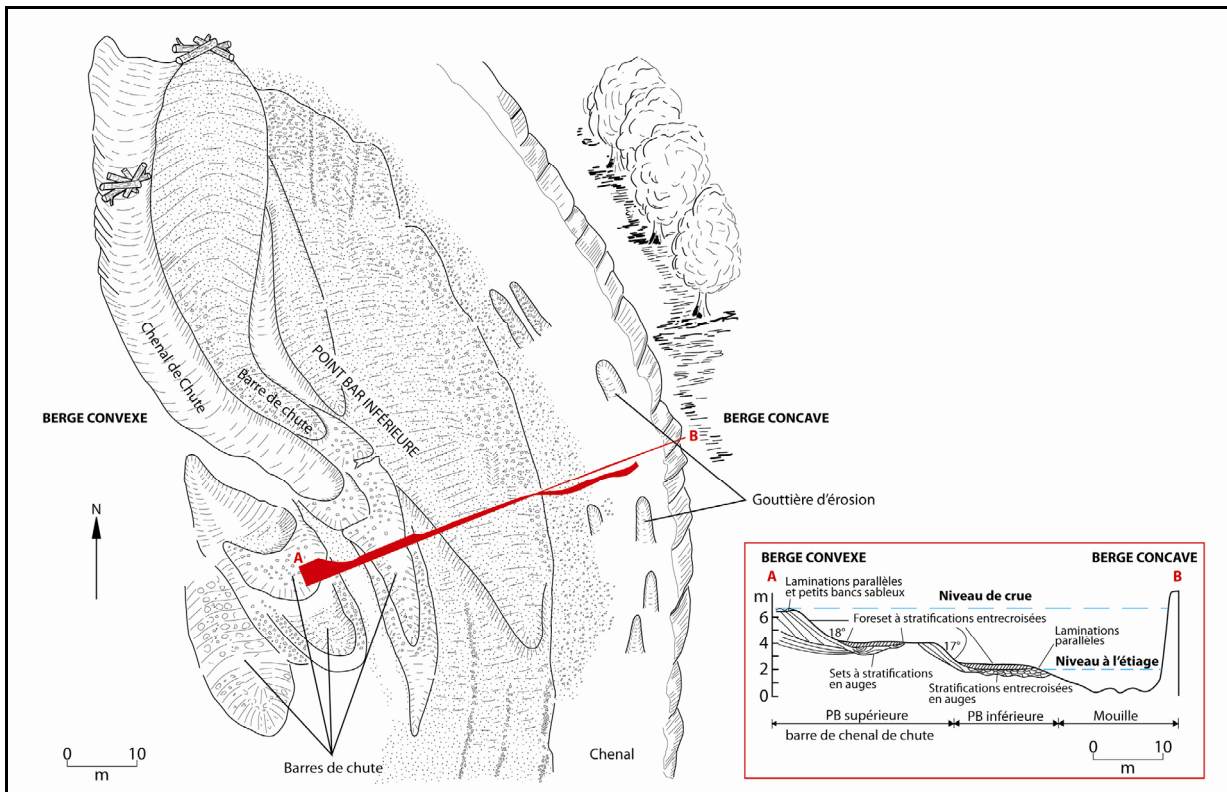 Chenal de Chute
Barre de chute
POINT BAR INFÉRIEURE
BERGE CONVEXE
BERGE CONCAVE
B
Gouttière d'érosion
N
A
0 10
m
Barres de chute
Chenal
BERGE CONVEXE
BERGE CONCAVE
A
B
m
Laminations parallèles
et petits bancs sableux
Niveau de crue
6
Foreset à stratifications entrecroisées
18°
17°
Laminations
parallèles
4
Niveau à l'étiage
2
Sets à stratifications
en auges
Stratifications entrecroisées
en auges
0
PB supérieure
PB inférieure
Mouille
barre de chenal de chute
0 10
m